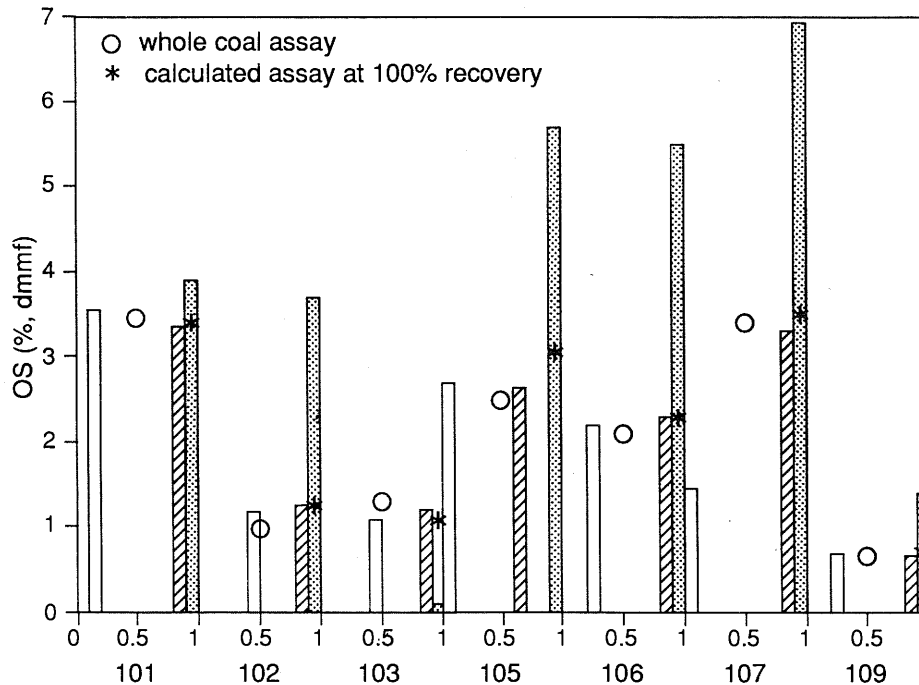 7
○ whole coal assay
* calculated assay at 100% recovery
6
5
4
3
2
1
0
OS (%, dmmf)
0 0.5 1 0.5 1 0.5 1 0.5 1 0.5 1 0.5 1 0.5
101 102 103 105 106 107 109